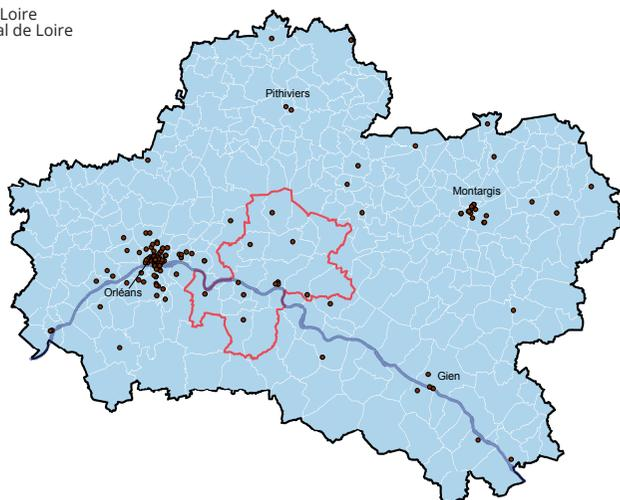 Loire
al de Loire
Pithiviers
Montargis
Orléans
Gien